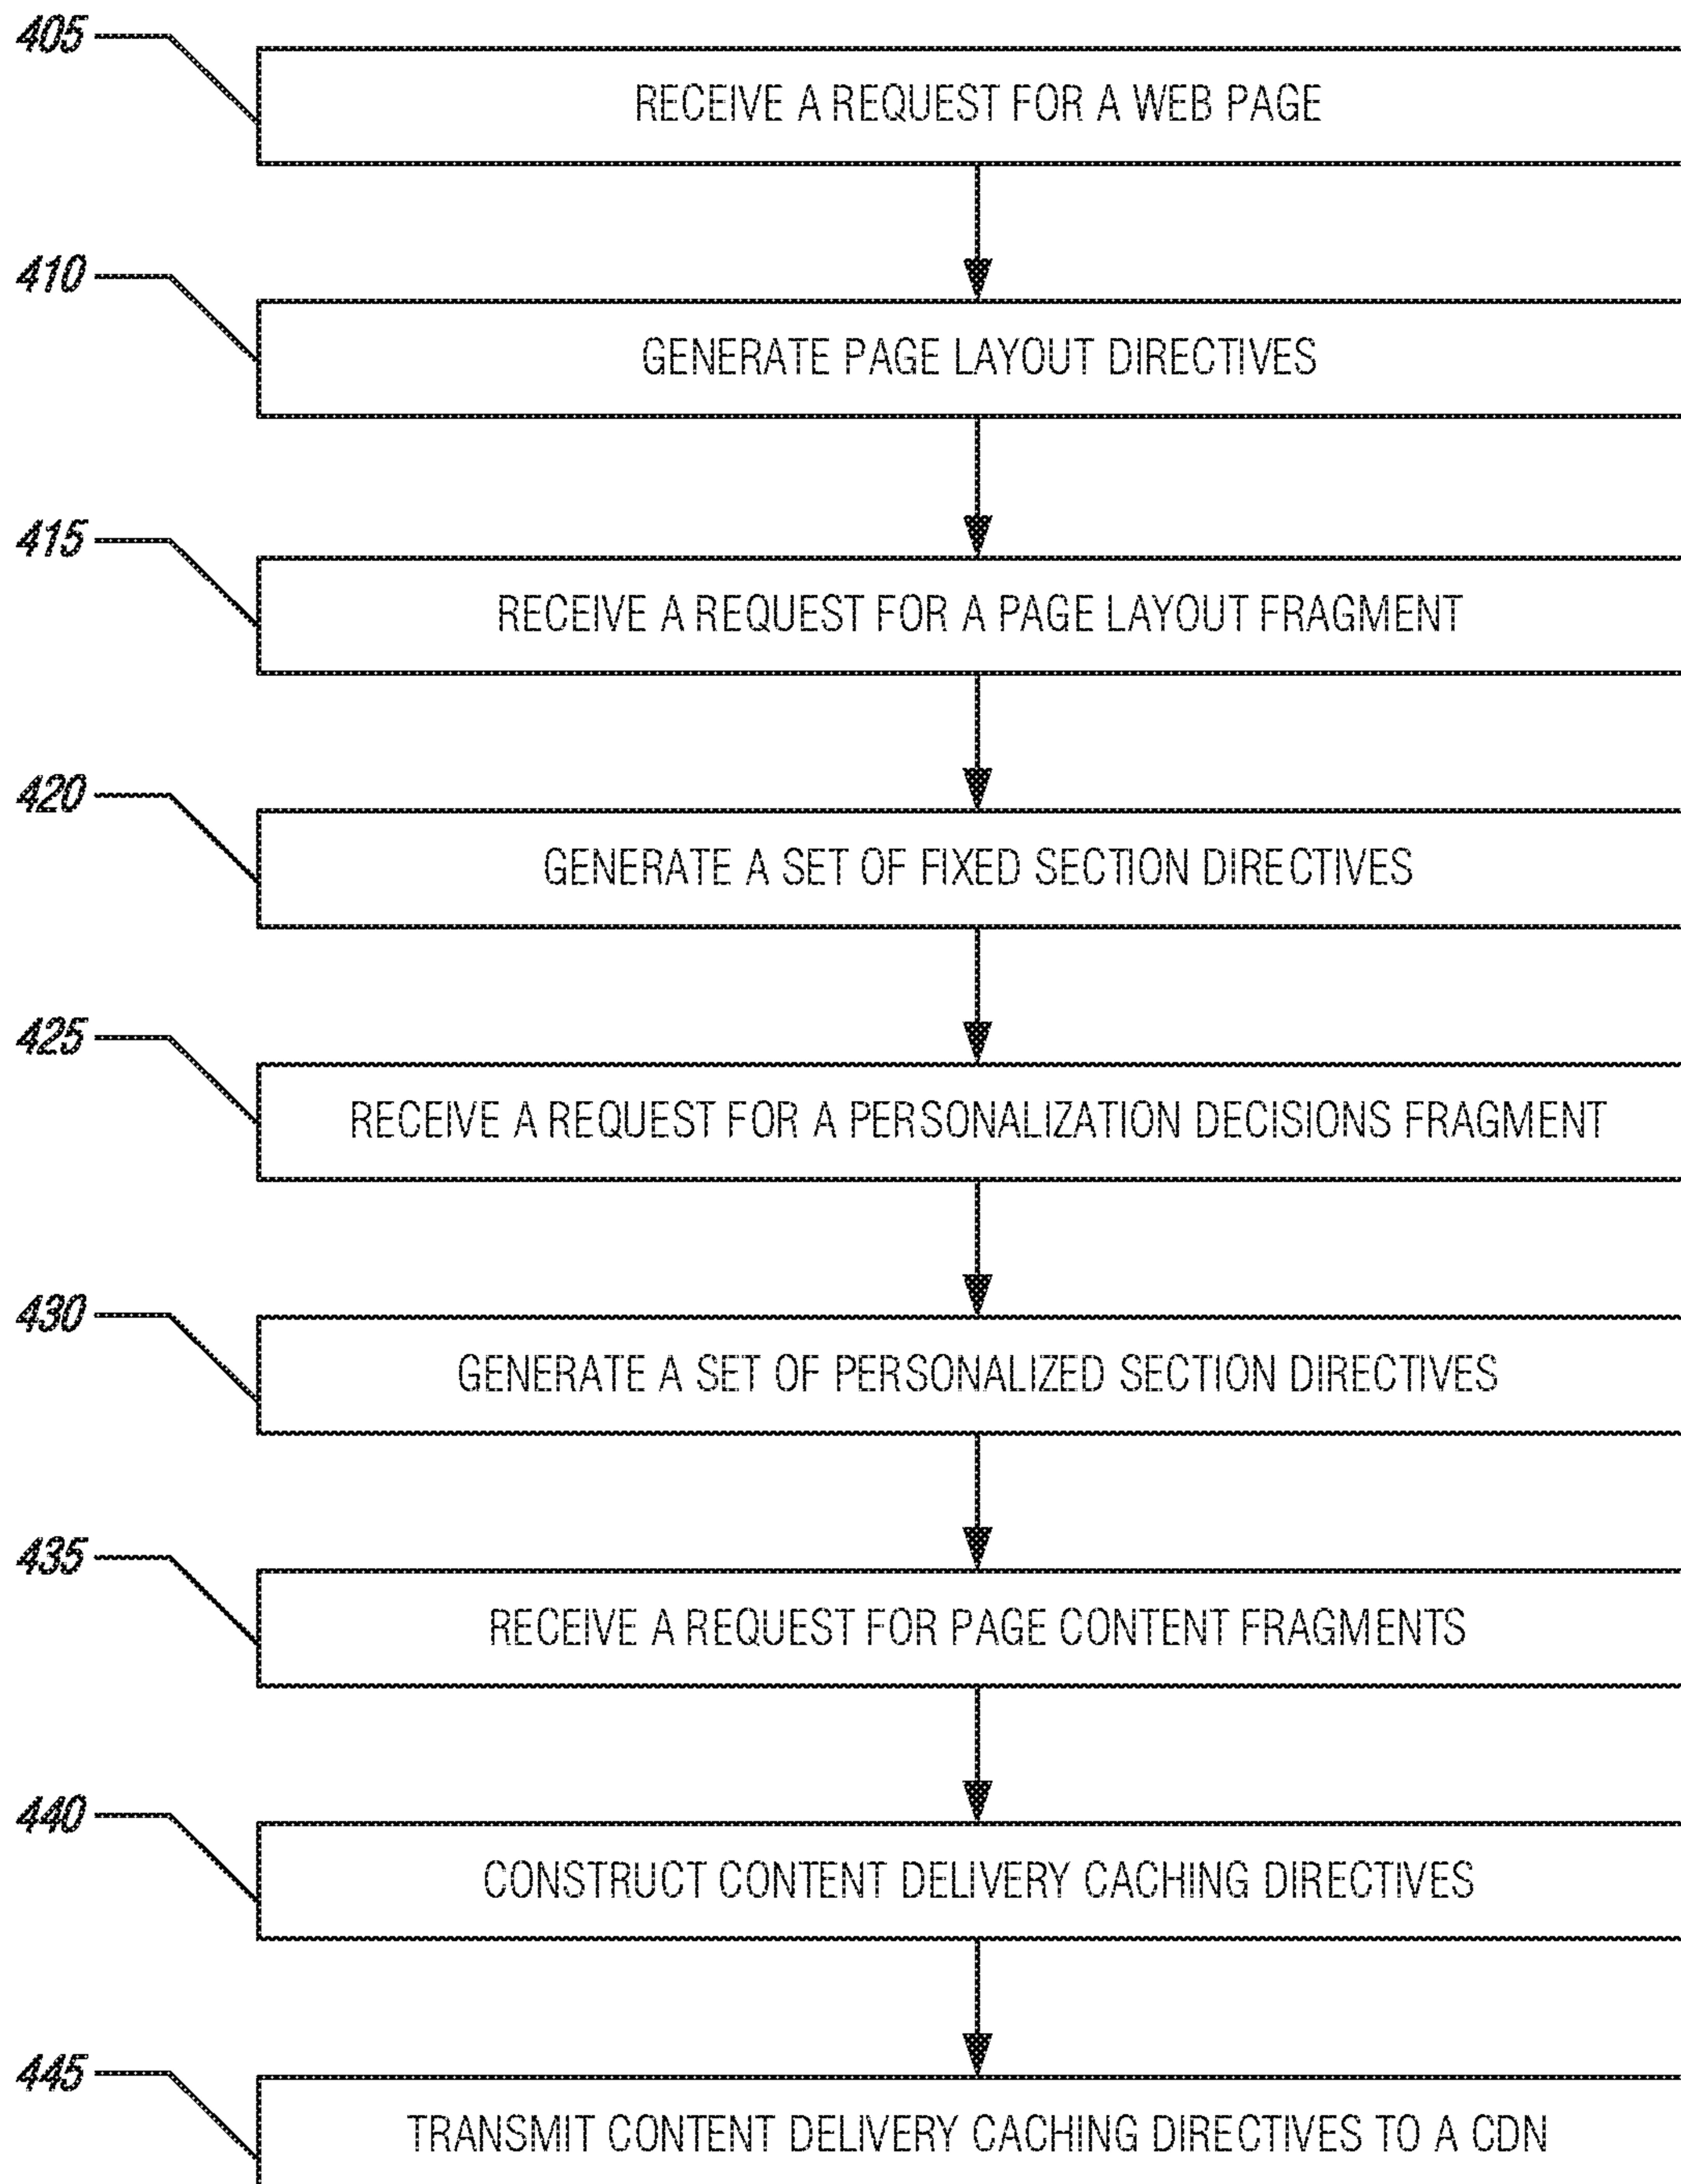 405
RECEIVE A REQUEST FOR A WEB PAGE
410
GENERATE PAGE LAYOUT DIRECTIVES
415
RECEIVE A REQUEST FOR A PAGE LAYOUT FRAGMENT
420
GENERATE A SET OF FIXED SECTION DIRECTIVES
425
RECEIVE A REQUEST FOR A PERSONALIZATION DECISIONS FRAGMENT
430
GENERATE A SET OF PERSONALIZED SECTION DIRECTIVES
435
RECEIVE A REQUEST FOR PAGE CONTENT FRAGMENTS
440
CONSTRUCT CONTENT DELIVERY CACHING DIRECTIVES
445
TRANSMIT CONTENT DELIVERY CACHING DIRECTIVES TO A CDN